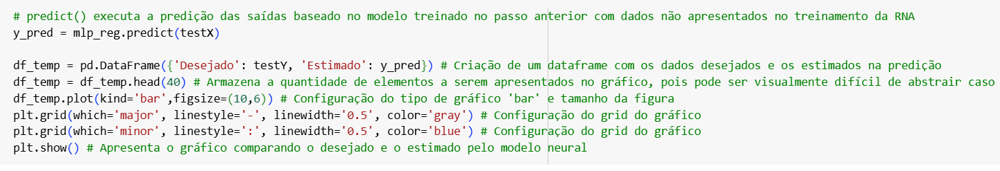 # predict() executa a predição das saídas baseado no modelo treinado no passo anterior com dados não apresentados no treinamento da RNA
y_pred = mlp_reg.predict(testX)
df_temp = pd.DataFrame({'Desejado': testY, 'Estimado': y_pred}) # Criação de um dataframe com os dados desejados e os estimados na predição
df_temp = df_temp.head(40) # Armazena a quantidade de elementos a serem apresentados no gráfico, pois pode ser visualmente difícil de abstrair caso
df_temp.plot(kind='bar',figsize=(10,6)) # Configuração do tipo de gráfico 'bar' e tamanho da figura
plt.grid(which='major', linestyle='-', linewidth='0.5', color='gray') # Configuração do grid do gráfico
plt.grid(which='minor', linestyle=':', linewidth='0.5', color='blue') # Configuração do grid do gráfico
plt.show() # Apresenta o gráfico comparando o desejado e o estimado pelo modelo neural